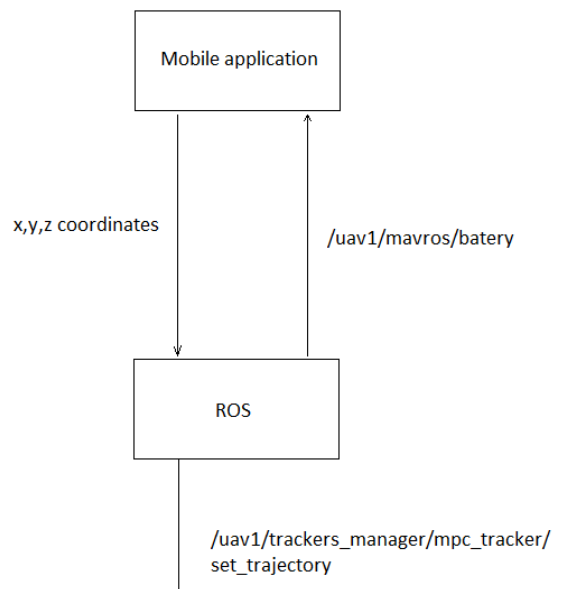 Mobile application
x,y,z coordinates
/uav1/mavros/batery
ROS
/uav1/trackers_manager/mpc_tracker/
set_trajectory